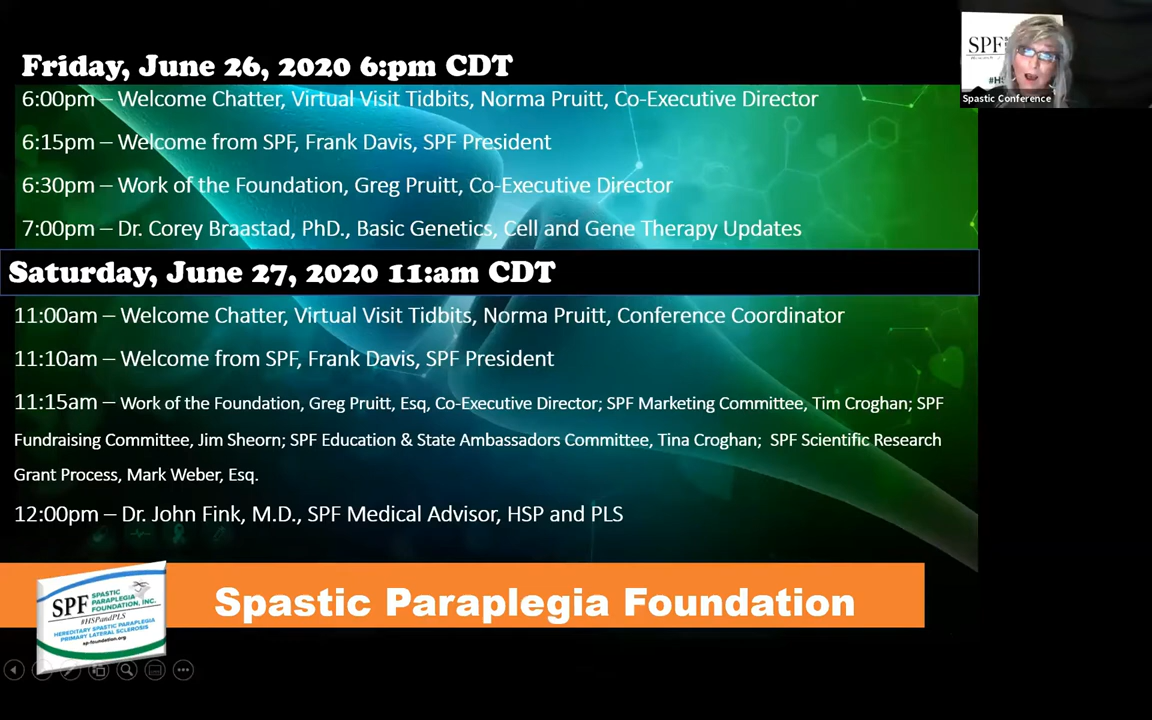 Friday, June 26, 2020 6:pm CDT
6:00pm – Welcome Chatter, Virtual Visit Tidbits, Norma Pruitt, Co-Executive Director
6:15pm – Welcome from SPF, Frank Davis, SPF President
6:30pm – Work of the Foundation, Greg Pruitt, Co-Executive Director
7:00pm – Dr. Corey Braastad, PhD., Basic Genetics, Cell and Gene Therapy Updates
Saturday, June 27, 2020 11:am CDT
11:00am – Welcome Chatter, Virtual Visit Tidbits, Norma Pruitt, Conference Coordinator
11:10am – Welcome from SPF, Frank Davis, SPF President
11:15am – Work of the Foundation, Greg Pruitt, Esq, Co-Executive Director; SPF Marketing Committee, Tim Croghan; SPF
Fundraising Committee, Jim Sheorn; SPF Education & State Ambassadors Committee, Tina Croghan; SPF Scientific Research
Grant Process, Mark Weber, Esq.
12:00pm – Dr. John Fink, M.D., SPF Medical Advisor, HSP and PLS
Spastic Paraplegia Foundation
SPF
SPASTIC
PARAPLEGIA
FOUNDATION, INC.
#HSPandPLS
HEREDITARY SPASTIC PARAPLEGIA
PRIMARY LATERAL SCLEROSIS
sp-foundation.org
SPF
Spastic Conference